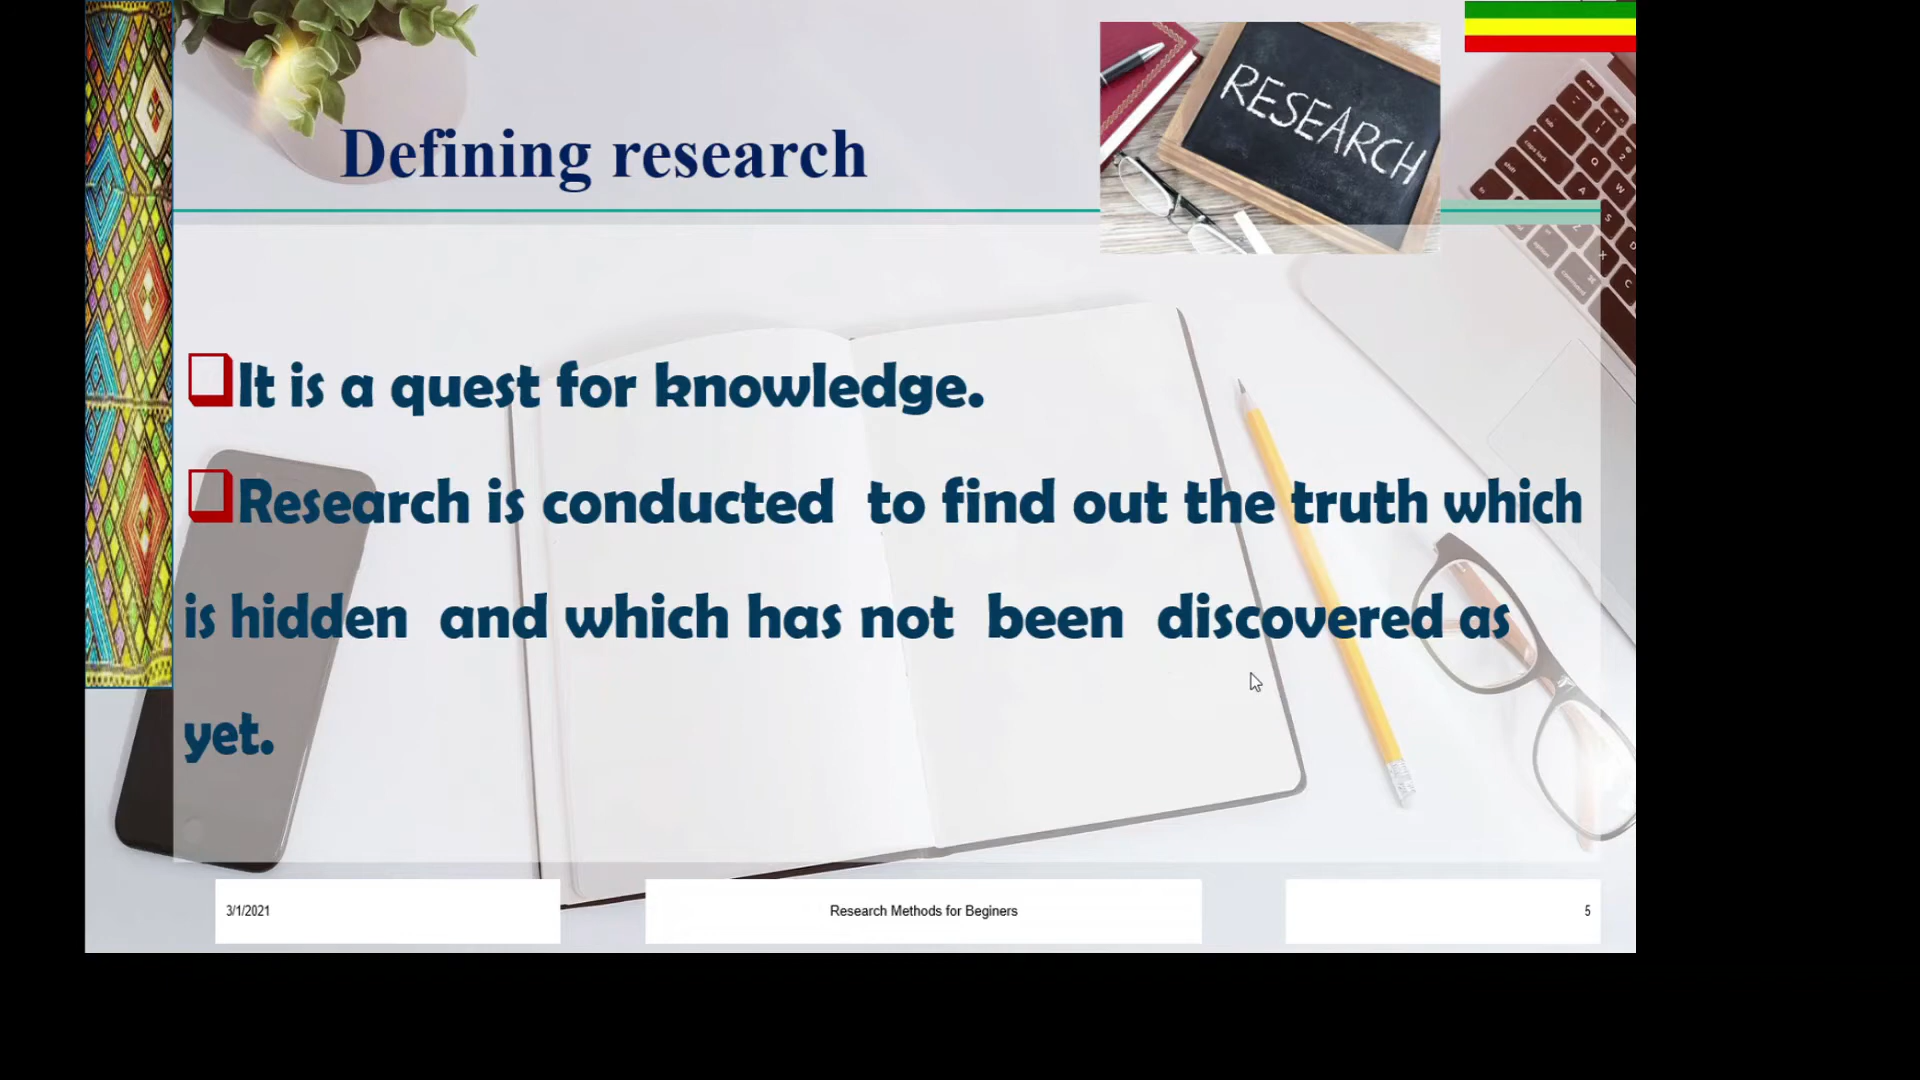 RESEARCH
Defining research
It is a quest for knowledge.
Research is conducted to find out the truth which
is hidden and which has not been discovered as
yet.
3/1/2021
Research Methods for Beginers
5